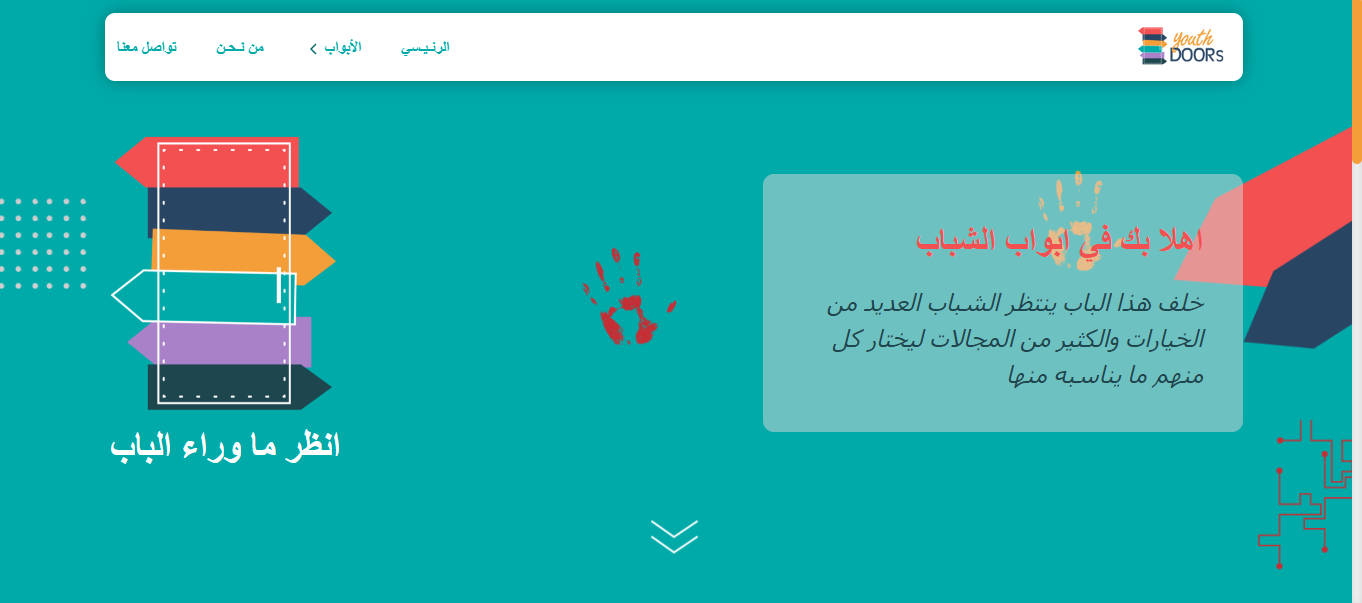 youth
DOORs
الرئيسي
الأبواب
من نحن
تواصل معنا
اهلا بك في ابواب الشباب
خلف هذا الباب ينتظر الشباب العديد من
الخيارات والكثير من المجالات ليختار كل
منهم ما يناسبه منها
انظر ما وراء الباب